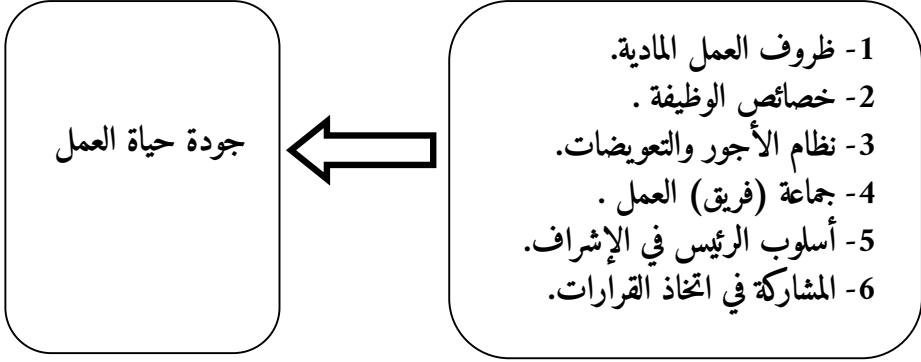 1- ظروف العمل المادية.
2- خصائص الوظيفة .
3- نظام الأجور والتعويضات.
4- جماعة (فريق) العمل .
5- أسلوب الرئيس في الإشراف.
6- المشاركة في اتخاذ القرارات.
جودة حياة العمل